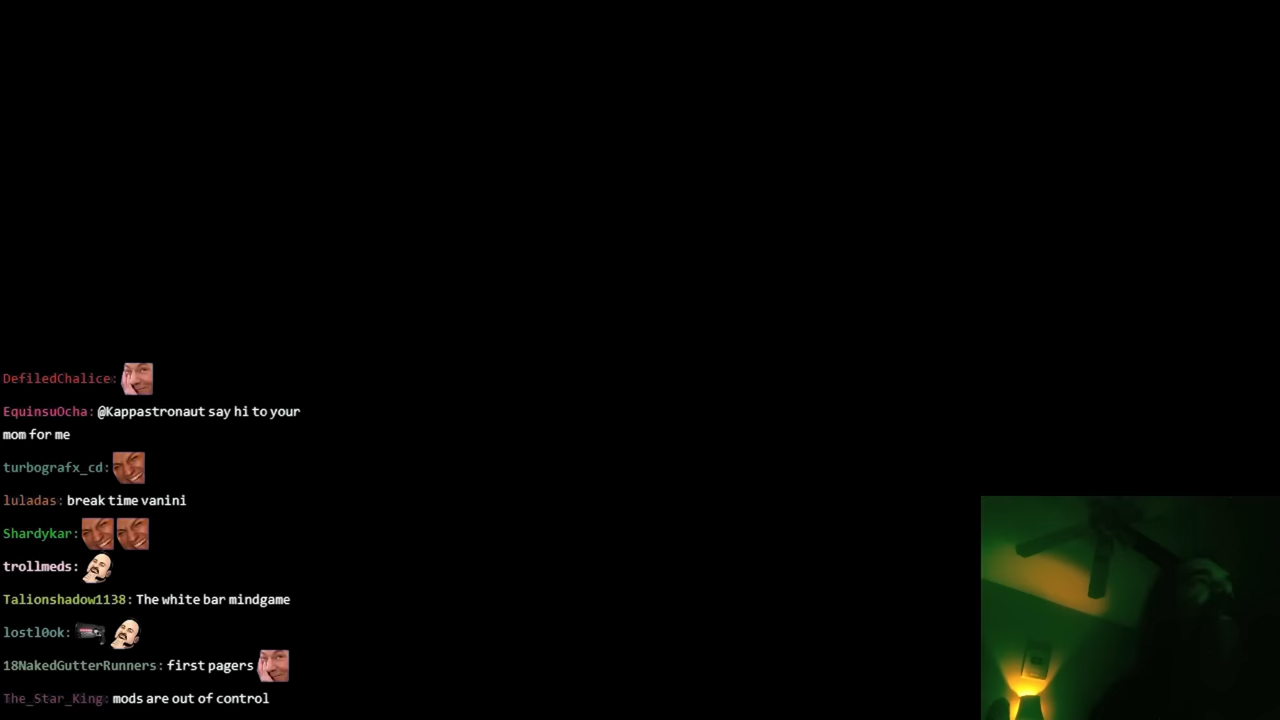 DefiledChalice:
EquinsuOcha: @Kappastronaut say hi to your
mom for me
turbografx_cd:
luladas: break time vanini
Shardykar:
trollmeds:
Talionshadow1138: The white bar mindgame
lostl0ok:
18NakedGutterRunners: first pagers
The_Star_King: mods are out of control